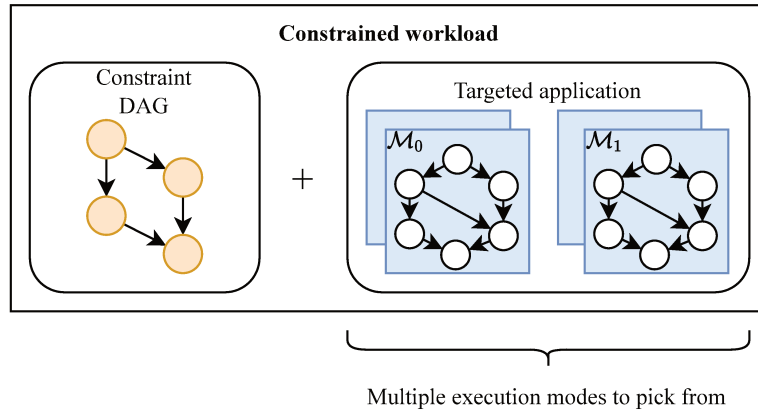 Constrained workload
Constraint
DAG
+
Targeted application
ℳ₀
ℳ₁
Multiple execution modes to pick from